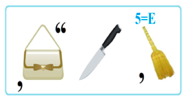 5=E
, “ ,